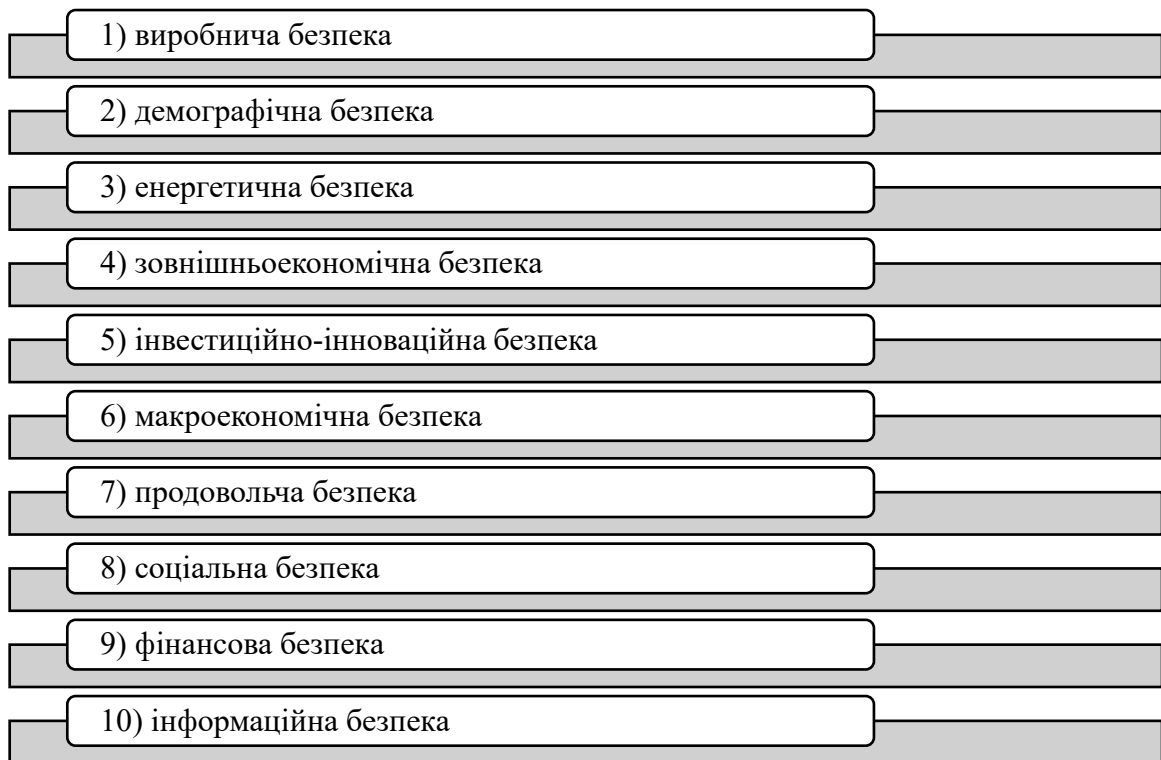 1) виробнича безпека
2) демографічна безпека
3) енергетична безпека
4) зовнішньоекономічна безпека
5) інвестиційно-інноваційна безпека
6) макроекономічна безпека
7) продовольча безпека
8) соціальна безпека
9) фінансова безпека
10) інформаційна безпека